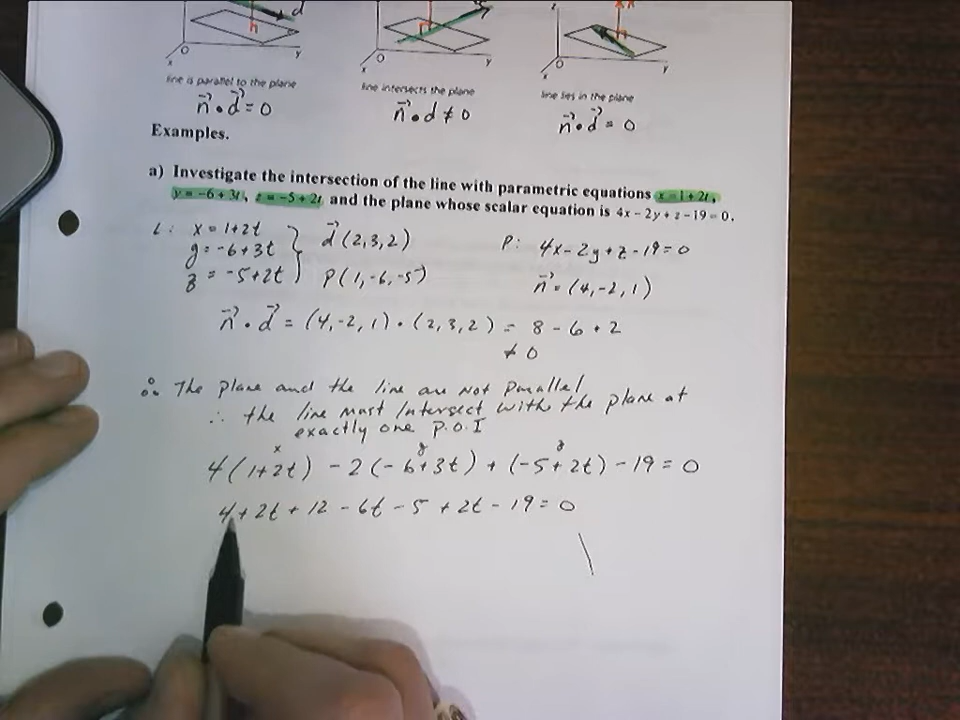 d
n
n
z
o
y
x
o
y
x
o
y
x
line is parallel to the plane
line intersects the plane
line lies in the plane
n⃗ • d⃗ = 0
n⃗ • d ≠ 0
n⃗ • d⃗ = 0
Examples.
a) Investigate the intersection of the line with parametric equations x = 1 + 2t,
y = -6 + 3t, z = -5 + 2t and the plane whose scalar equation is 4x - 2y + z - 19 = 0.
L: x = 1+2t
y = -6+3t } d⃗ (2,3,2)
z = -5+2t P(1,-6,-5)
P: 4x-2y+z-19=0
n⃗ = (4,-2,1)
n⃗ • d⃗ = (4,-2,1) • (2,3,2) = 8 - 6 + 2
≠ 0
∴ The plane and the line are not parallel
∴ the line must intersect with the plane at
exactly one P.O.I
x y z
4(1+2t) - 2(-6+3t) + (-5+2t) - 19 = 0
4+2t+12-6t-5+2t-19=0